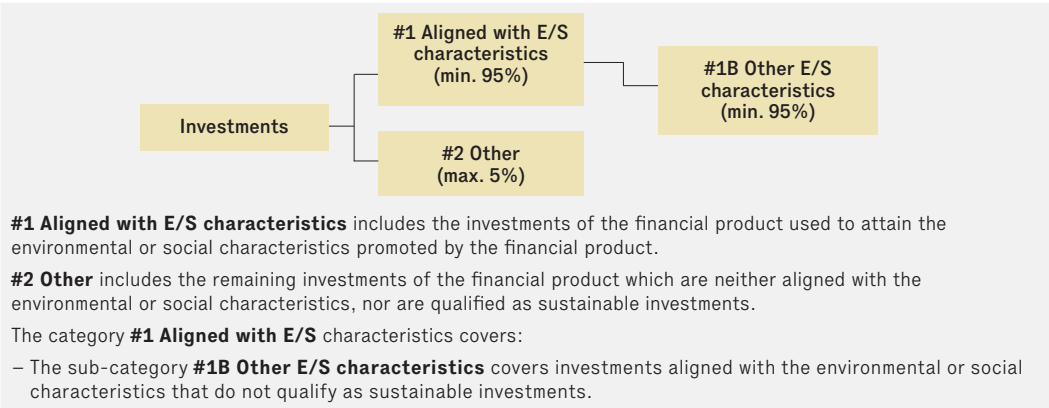 #1 Aligned with E/S
characteristics
(min. 95%)
#1B Other E/S
characteristics
(min. 95%)
Investments
#2 Other
(max. 5%)
#1 Aligned with E/S characteristics includes the investments of the financial product used to attain the
environmental or social characteristics promoted by the financial product.
#2 Other includes the remaining investments of the financial product which are neither aligned with the
environmental or social characteristics, nor are qualified as sustainable investments.
The category #1 Aligned with E/S characteristics covers:
– The sub-category #1B Other E/S characteristics covers investments aligned with the environmental or social
characteristics that do not qualify as sustainable investments.